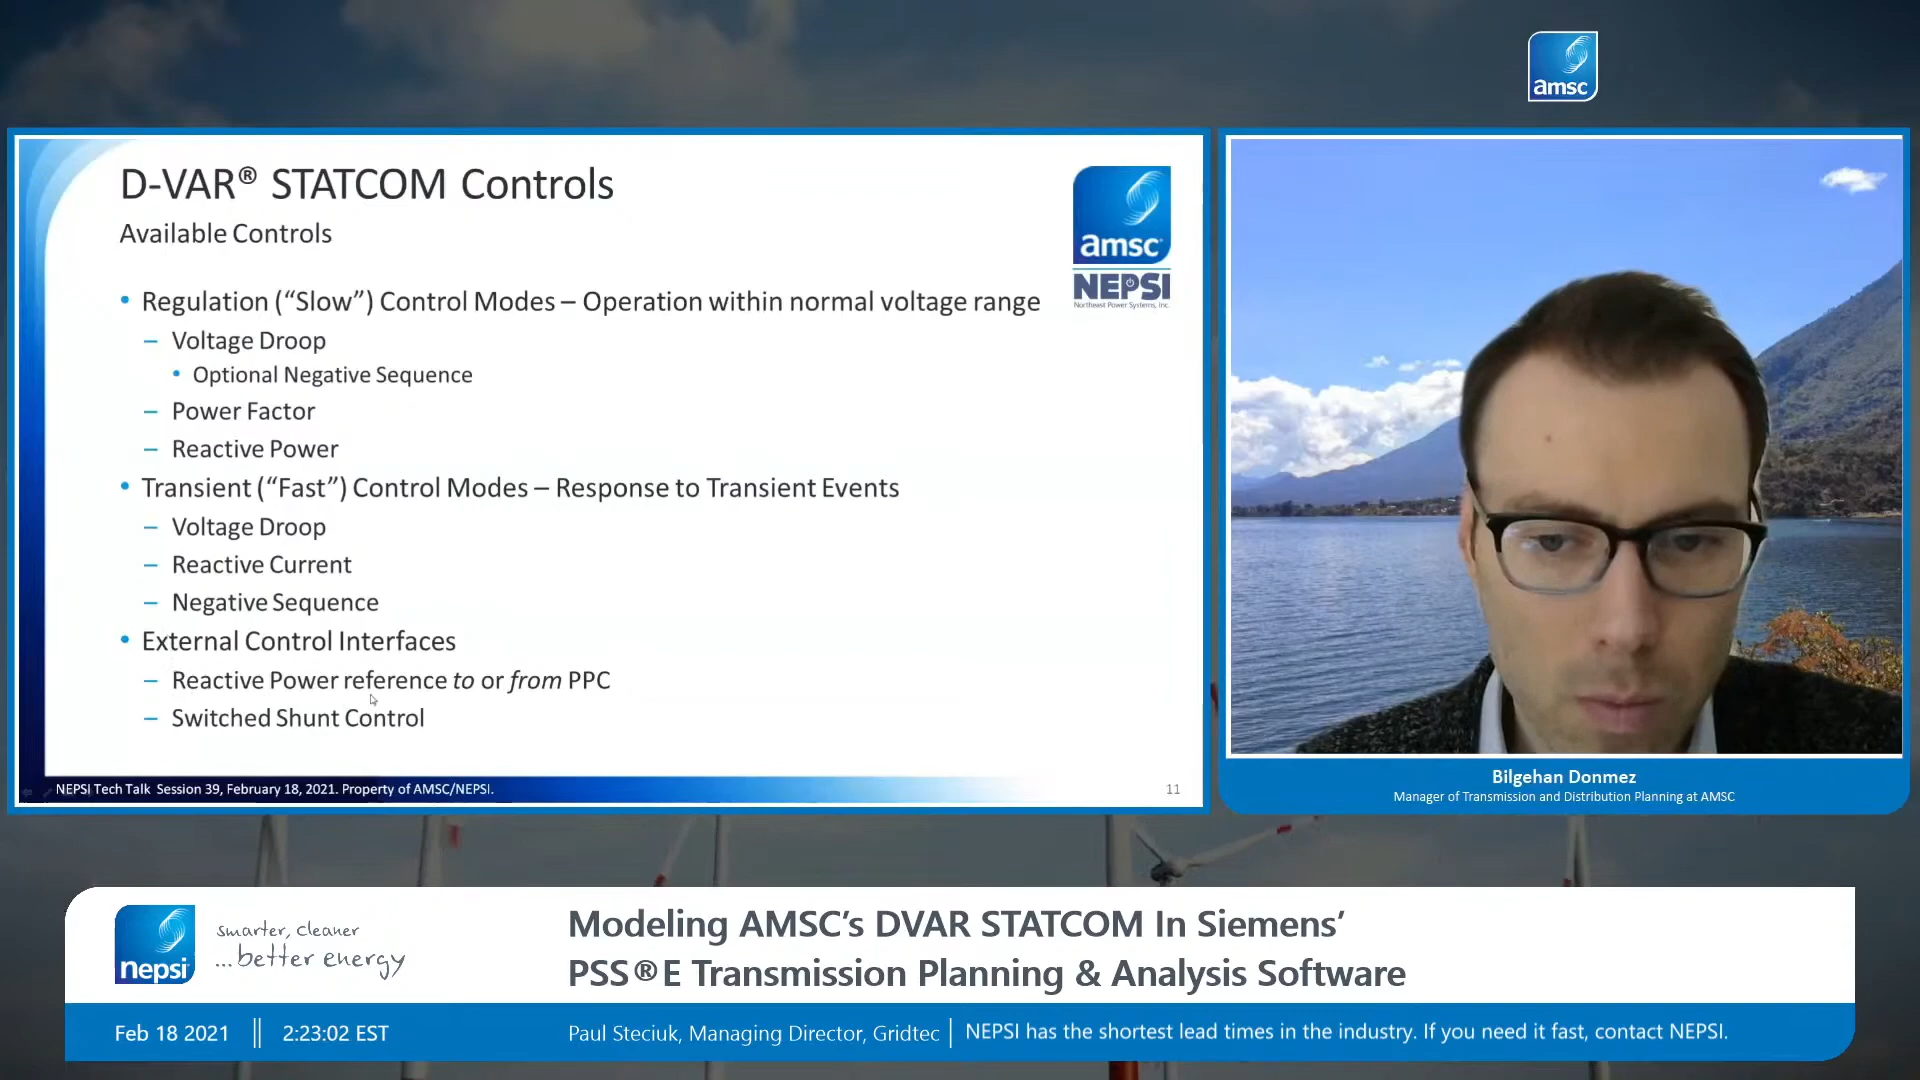 amsc
D-VAR® STATCOM Controls
Available Controls
amsc
NEPSI
Northeast Power Systems, Inc.
• Regulation (“Slow”) Control Modes – Operation within normal voltage range
– Voltage Droop
• Optional Negative Sequence
– Power Factor
– Reactive Power
• Transient (“Fast”) Control Modes – Response to Transient Events
– Voltage Droop
– Reactive Current
– Negative Sequence
• External Control Interfaces
– Reactive Power reference to or from PPC
– Switched Shunt Control
NEPSI Tech Talk Session 39, February 18, 2021. Property of AMSC/NEPSI.
11
Bilgehan Donmez
Manager of Transmission and Distribution Planning at AMSC
nepsi
smarter, cleaner
...better energy
Modeling AMSC’s DVAR STATCOM In Siemens’
PSS®E Transmission Planning & Analysis Software
Feb 18 2021 || 2:23:02 EST
Paul Steciuk, Managing Director, Gridtec | NEPSI has the shortest lead times in the industry. If you need it fast, contact NEPSI.